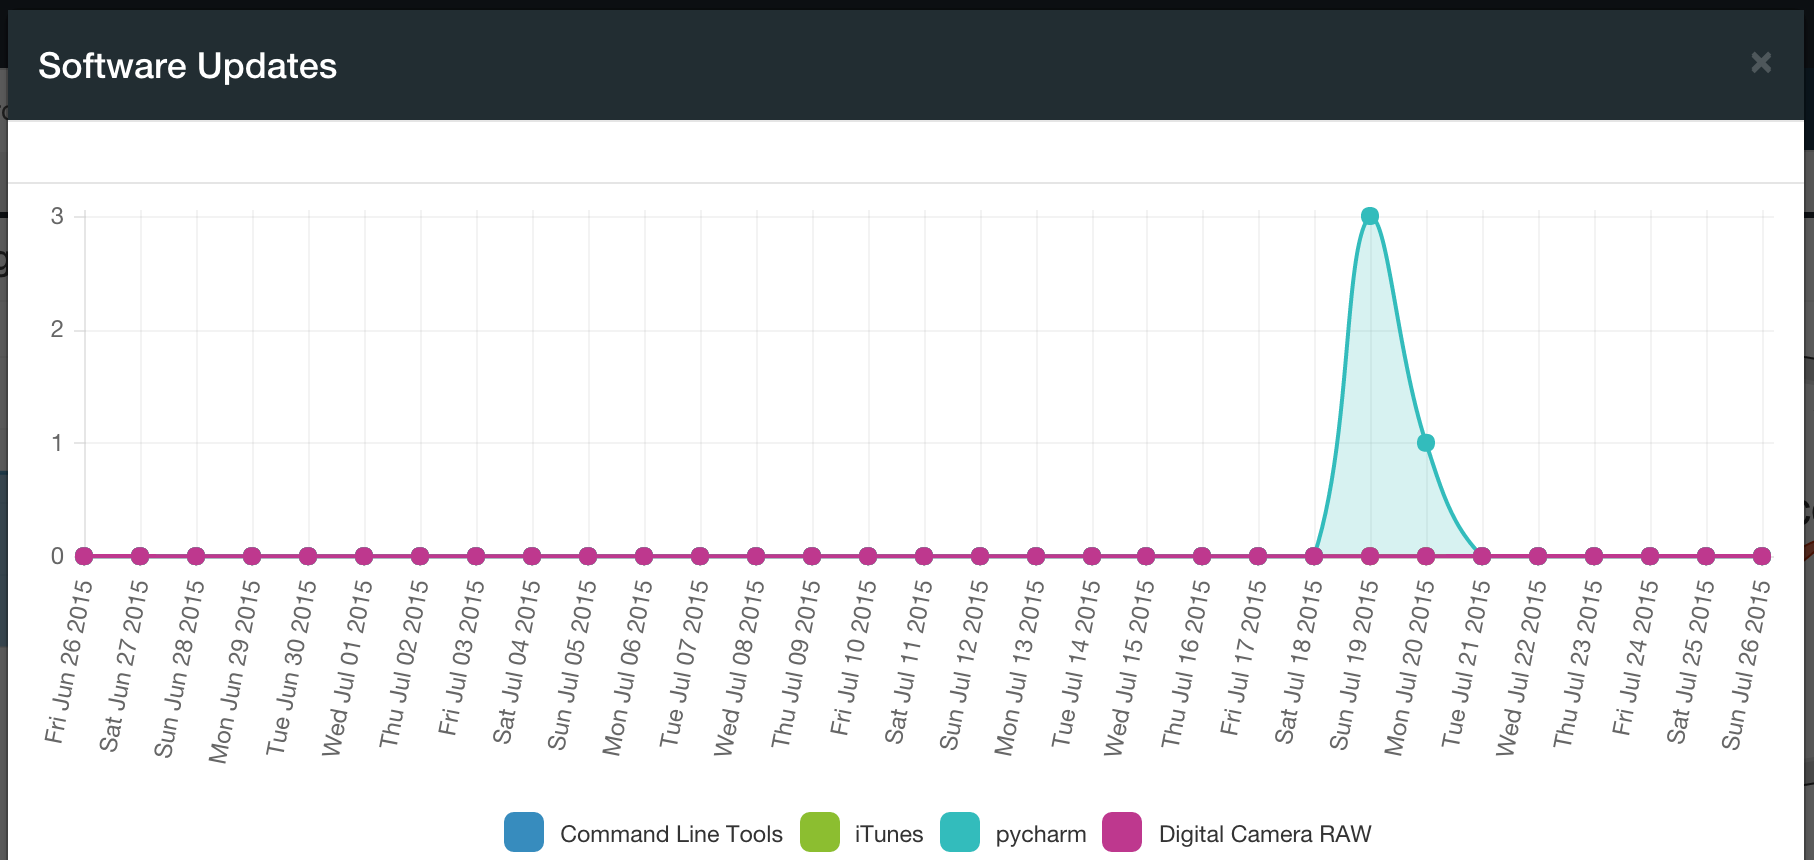 Software Updates
×
3
2
1
0
Fri Jun 26 2015
Sat Jun 27 2015
Sun Jun 28 2015
Mon Jun 29 2015
Tue Jun 30 2015
Wed Jul 01 2015
Thu Jul 02 2015
Fri Jul 03 2015
Sat Jul 04 2015
Sun Jul 05 2015
Mon Jul 06 2015
Tue Jul 07 2015
Wed Jul 08 2015
Thu Jul 09 2015
Fri Jul 10 2015
Sat Jul 11 2015
Sun Jul 12 2015
Mon Jul 13 2015
Tue Jul 14 2015
Wed Jul 15 2015
Thu Jul 16 2015
Fri Jul 17 2015
Sat Jul 18 2015
Sun Jul 19 2015
Mon Jul 20 2015
Tue Jul 21 2015
Wed Jul 22 2015
Thu Jul 23 2015
Fri Jul 24 2015
Sat Jul 25 2015
Sun Jul 26 2015
Command Line Tools iTunes pycharm Digital Camera RAW